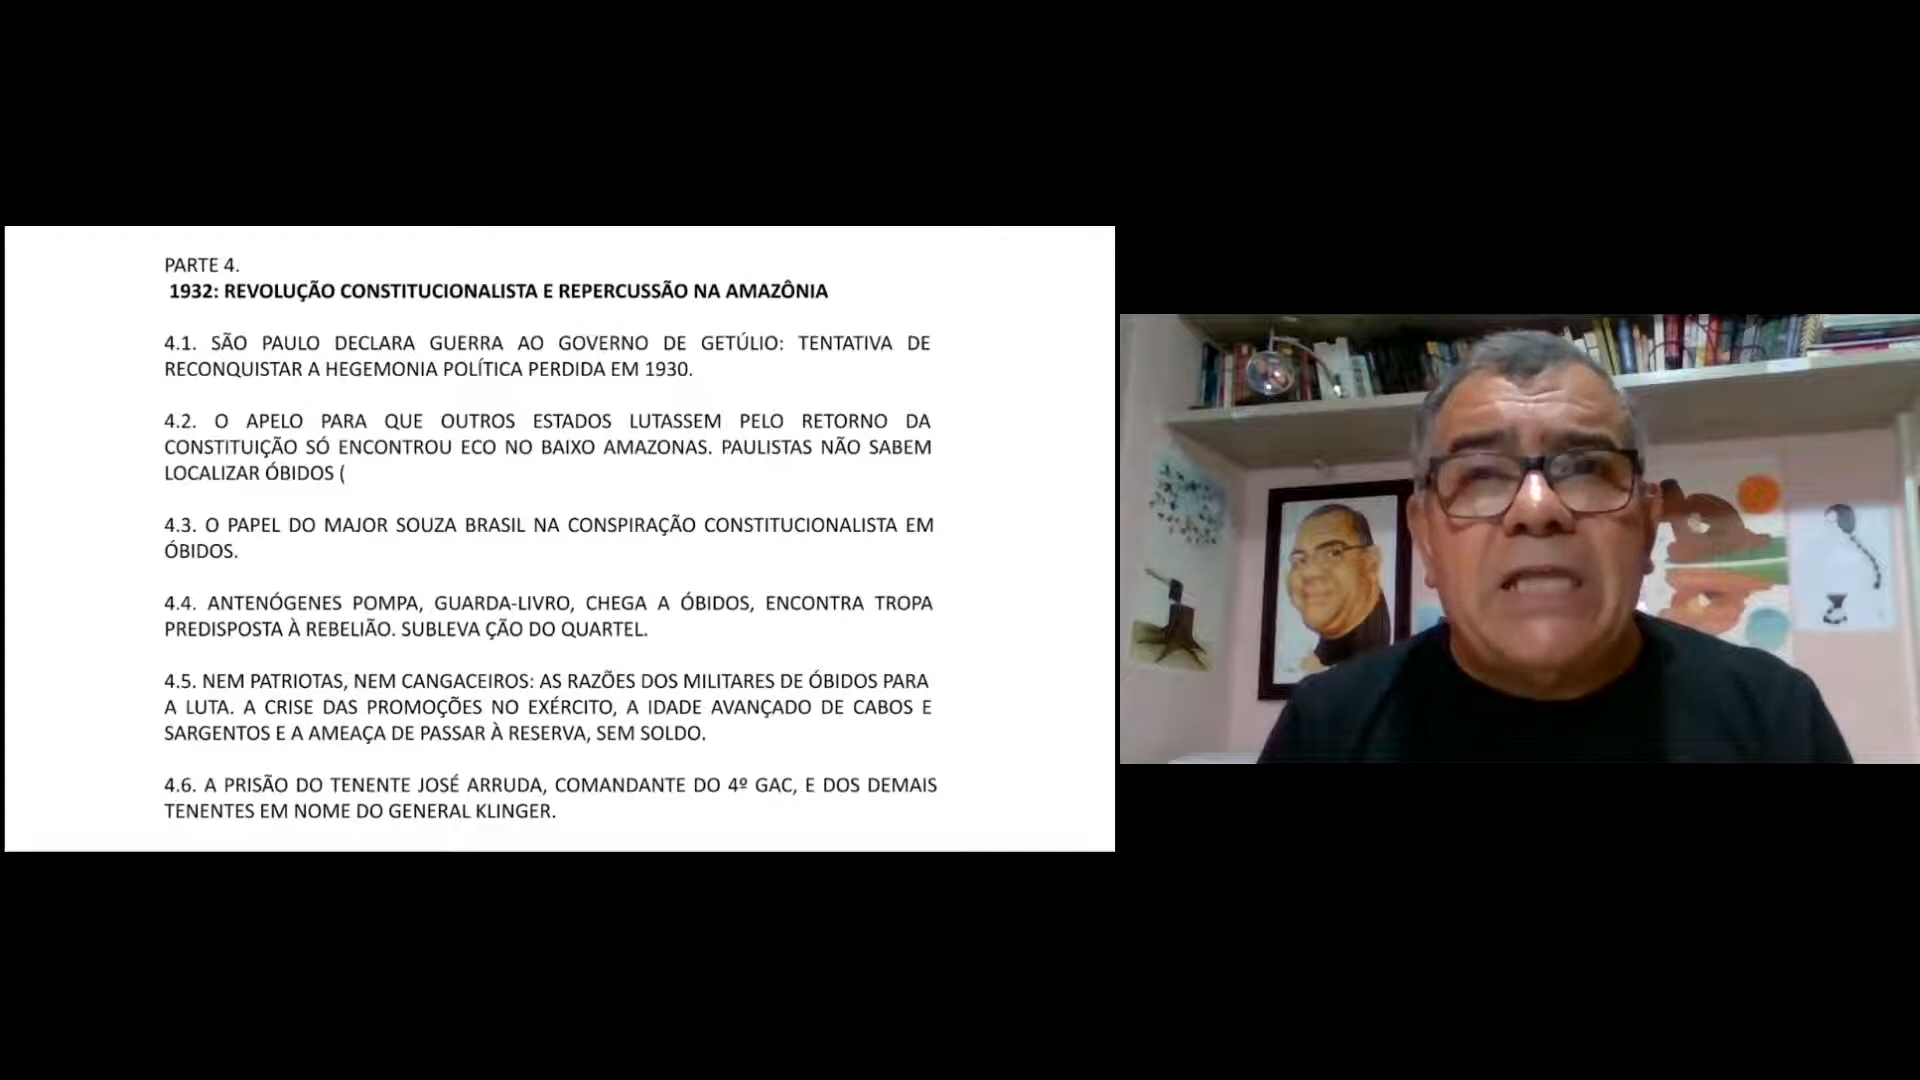 PARTE 4.
1932: REVOLUÇÃO CONSTITUCIONALISTA E REPERCUSSÃO NA AMAZÔNIA
4.1. SÃO PAULO DECLARA GUERRA AO GOVERNO DE GETÚLIO: TENTATIVA DE
RECONQUISTAR A HEGEMONIA POLÍTICA PERDIDA EM 1930.
4.2. O APELO PARA QUE OUTROS ESTADOS LUTASSEM PELO RETORNO DA
CONSTITUIÇÃO SÓ ENCONTROU ECO NO BAIXO AMAZONAS. PAULISTAS NÃO SABEM
LOCALIZAR ÓBIDOS (
4.3. O PAPEL DO MAJOR SOUZA BRASIL NA CONSPIRAÇÃO CONSTITUCIONALISTA EM
ÓBIDOS.
4.4. ANTENÓGENES POMPA, GUARDA-LIVRO, CHEGA A ÓBIDOS, ENCONTRA TROPA
PREDISPOSTA À REBELIÃO. SUBLEVA ÇÃO DO QUARTEL.
4.5. NEM PATRIOTAS, NEM CANGACEIROS: AS RAZÕES DOS MILITARES DE ÓBIDOS PARA
A LUTA. A CRISE DAS PROMOÇÕES NO EXÉRCITO, A IDADE AVANÇADO DE CABOS E
SARGENTOS E A AMEAÇA DE PASSAR À RESERVA, SEM SOLDO.
4.6. A PRISÃO DO TENENTE JOSÉ ARRUDA, COMANDANTE DO 4º GAC, E DOS DEMAIS
TENENTES EM NOME DO GENERAL KLINGER.